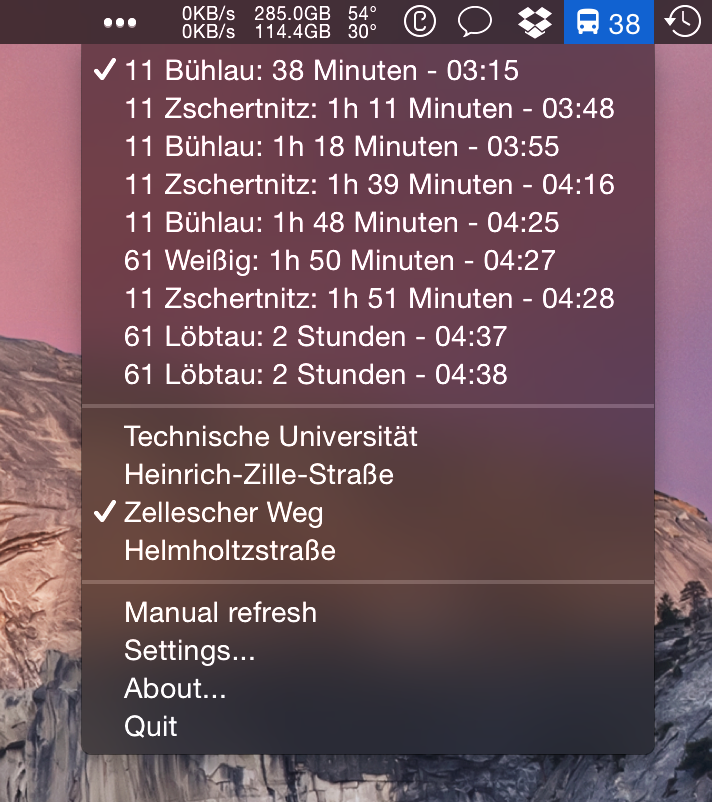 0KB/s 285.0GB 54° 38
0KB/s 114.4GB 30°
11 Bühlau: 38 Minuten - 03:15
11 Zschertnitz: 1h 11 Minuten - 03:48
11 Bühlau: 1h 18 Minuten - 03:55
11 Zschertnitz: 1h 39 Minuten - 04:16
11 Bühlau: 1h 48 Minuten - 04:25
61 Weißig: 1h 50 Minuten - 04:27
11 Zschertnitz: 1h 51 Minuten - 04:28
61 Löbtau: 2 Stunden - 04:37
61 Löbtau: 2 Stunden - 04:38
Technische Universität
Heinrich-Zille-Straße
Zellescher Weg
Helmholtzstraße
Manual refresh
Settings...
About...
Quit